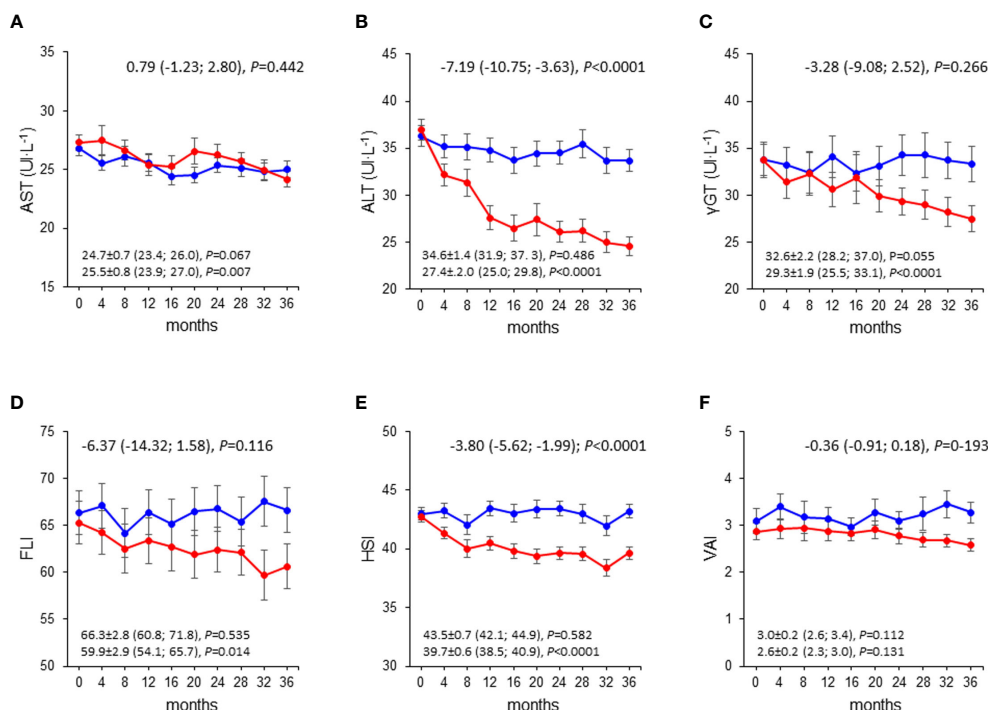 A
35
30
25
20
15
AST (UI·L-1)
0.79 (-1.23; 2.80), P=0.442
24.7±0.7 (23.4; 26.0), P=0.067
25.5±0.8 (23.9; 27.0), P=0.007
0 4 8 12 16 20 24 28 32 36
months
B
45
40
35
30
25
20
ALT (UI·L-1)
-7.19 (-10.75; -3.63), P<0.0001
34.6±1.4 (31.9; 37.3), P=0.486
27.4±.2.0 (25.0; 29.8), P<0.0001
0 4 8 12 16 20 24 28 32 36
months
C
45
40
35
30
25
20
γGT (UI·L-1)
-3.28 (-9.08; 2.52), P=0.266
32.6±2.2 (28.2; 37.0), P=0.055
29.3±1.9 (25.5; 33.1), P<0.0001
0 4 8 12 16 20 24 28 32 36
months
D
75
70
65
60
55
50
FLI
-6.37 (-14.32; 1.58), P=0.116
66.3±2.8 (60.8; 71.8), P=0.535
59.9±2.9 (54.1; 65.7), P=0.014
0 4 8 12 16 20 24 28 32 36
months
E
50
45
40
35
30
HSI
-3.80 (-5.62; -1.99); P<0.0001
43.5±0.7 (42.1; 44.9), P=0.582
39.7±0.6 (38.5; 40.9), P<0.0001
0 4 8 12 16 20 24 28 32 36
months
F
5
4
3
2
1
0
VAI
-0.36 (-0.91; 0.18), P=0-193
3.0±0.2 (2.6; 3.4), P=0.112
2.6±0.2 (2.3; 3.0), P=0.131
0 4 8 12 16 20 24 28 32 36
months